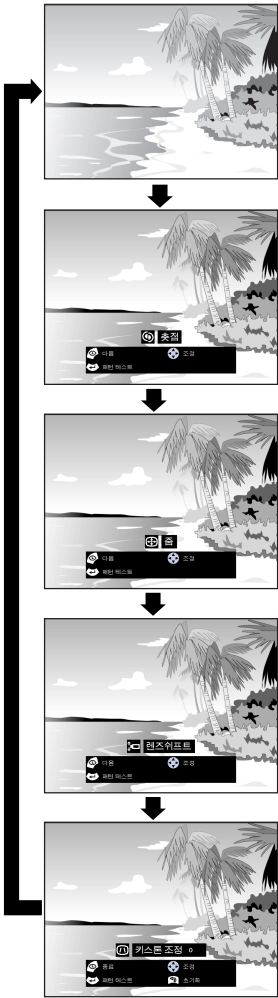 촛점
다음 조정
패턴 테스트
줌
다음 조정
패턴 테스트
렌즈쉬프트
다음 조정
패턴 테스트
키스톤 조정 0
종료 조정
패턴 테스트 초기화